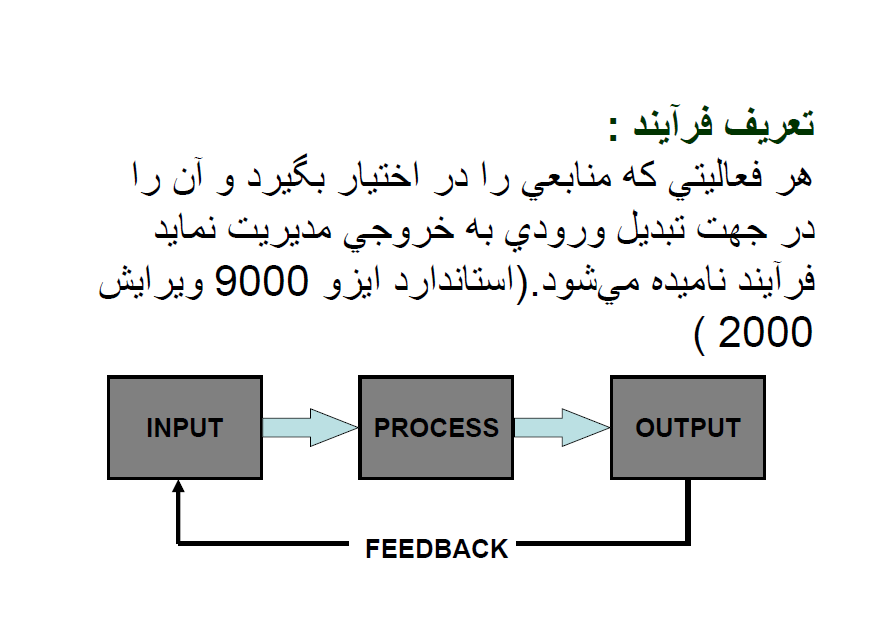 تعريف فرآيند :
هر فعاليتي که منابعي را در اختيار بگيرد و آن را
در جهت تبديل ورودي به خروجي مديريت نمايد
فرآيند ناميده مي‌شود.(استاندارد ايزو 9000 ويرايش
2000 )
INPUT
PROCESS
OUTPUT
FEEDBACK